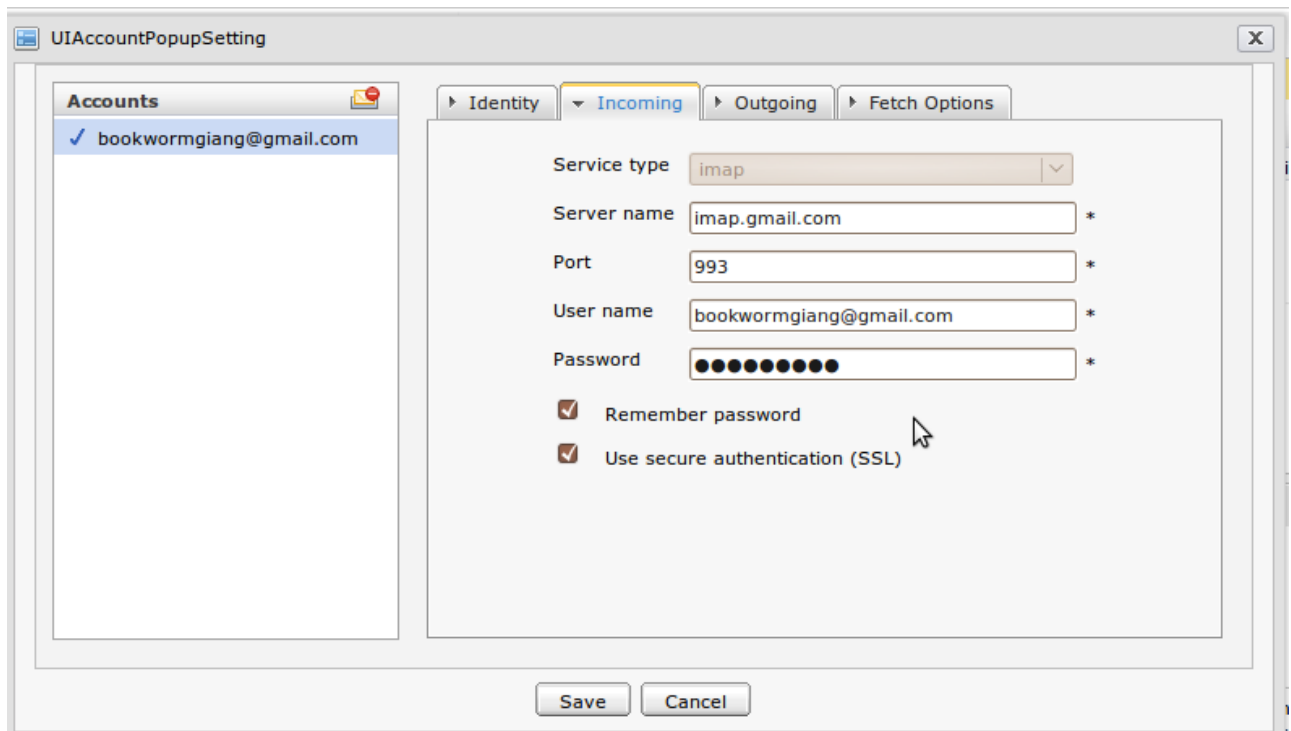 UIAccountPopupSetting
X
Accounts
bookwormgiang@gmail.com
Identity
Incoming
Outgoing
Fetch Options
Service type imap
Server name imap.gmail.com *
Port 993 *
User name bookwormgiang@gmail.com *
Password ●●●●●●●●● *
Remember password
Use secure authentication (SSL)
Save
Cancel